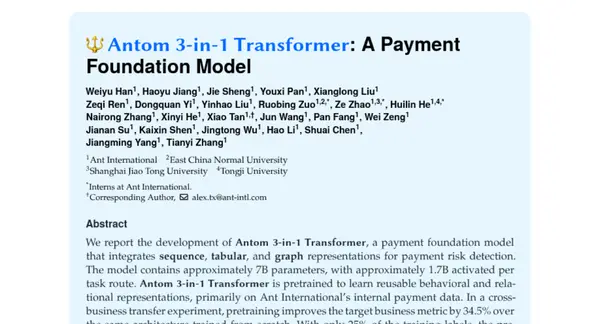 Antom 3-in-1 Transformer: A Payment
Foundation Model
Weiyu Han¹, Haoyu Jiang¹, Jie Sheng¹, Youxi Pan¹, Xianglong Liu¹
Zeqi Ren¹, Dongquan Yi¹, Yinhao Liu¹, Ruobing Zuo¹,²,*, Ze Zhao¹,³,*, Huilin He¹,⁴,*
Nairong Zhang¹, Xinyi He¹, Xiao Tan¹,†, Jun Wang¹, Pan Fang¹, Wei Zeng¹
Jianan Su¹, Kaixin Shen¹, Jingtong Wu¹, Hao Li¹, Shuai Chen¹,
Jiangming Yang¹, Tianyi Zhang¹
¹Ant International ²East China Normal University
³Shanghai Jiao Tong University ⁴Tongji University
*Interns at Ant International.
†Corresponding Author, alex.tx@ant-intl.com
Abstract
We report the development of Antom 3-in-1 Transformer, a payment foundation model
that integrates sequence, tabular, and graph representations for payment risk detection.
The model contains approximately 7B parameters, with approximately 1.7B activated per
task route. Antom 3-in-1 Transformer is pretrained to learn reusable behavioral and rela-
tional representations, primarily on Ant International's internal payment data. In a cross-
business transfer experiment, pretraining improves the target business metric by 34.5% over